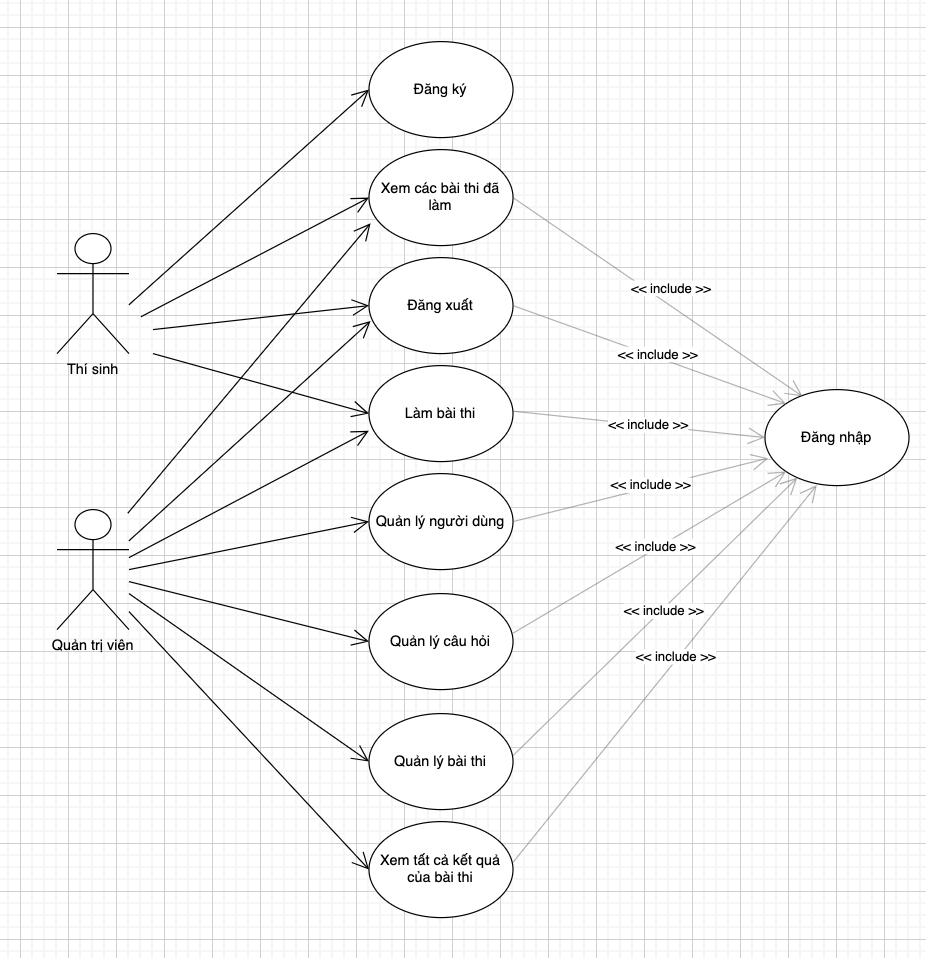 Đăng ký
Xem các bài thi đã
làm
Đăng xuất
Làm bài thi
Quản lý người dùng
Quản lý câu hỏi
Quản lý bài thi
Xem tất cả kết quả
của bài thi
Thí sinh
Quản trị viên
<< include >>
<< include >>
<< include >>
<< include >>
<< include >>
<< include >>
<< include >>
Đăng nhập